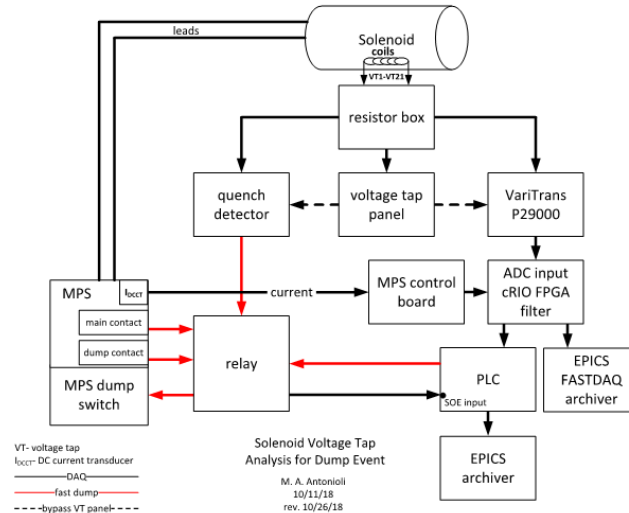 leads
Solenoid
coils
VT1-VT21
resistor box
quench
detector
voltage tap
panel
VariTrans
P29000
MPS
IDCCT
current
MPS control
board
ADC input
cRIO FPGA
filter
main contact
dump contact
MPS dump
switch
relay
PLC
SOE input
EPICS
FASTDAQ
archiver
EPICS
archiver
VT- voltage tap
IDCCT- DC current transducer
DAQ
fast dump
bypass VT panel
Solenoid Voltage Tap
Analysis for Dump Event
M. A. Antonioli
10/11/18
rev. 10/26/18